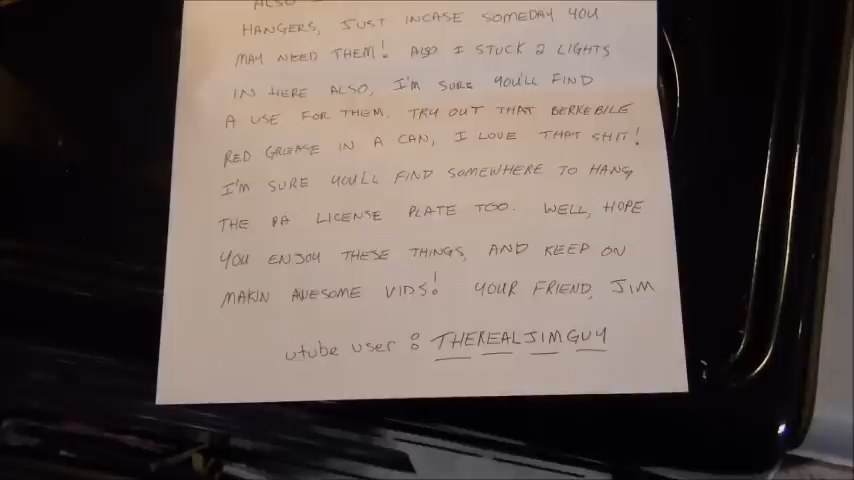 ALSO
HANGERS, JUST INCASE SOMEDAY YOU
MAY NEED THEM! ALSO I STUCK 2 LIGHTS
IN HERE ALSO, I'M SURE YOU'LL FIND
A USE FOR THEM. TRY OUT THAT BERKEBILE
RED GREASE IN A CAN, I LOVE THAT SHIT!
I'M SURE YOU'LL FIND SOMEWHERE TO HANG
THE PA LICENSE PLATE TOO. WELL, HOPE
YOU ENJOY THESE THINGS, AND KEEP ON
MAKIN AWESOME VIDS! YOUR FRIEND, JIM
utube user: THEREALJIMGUY